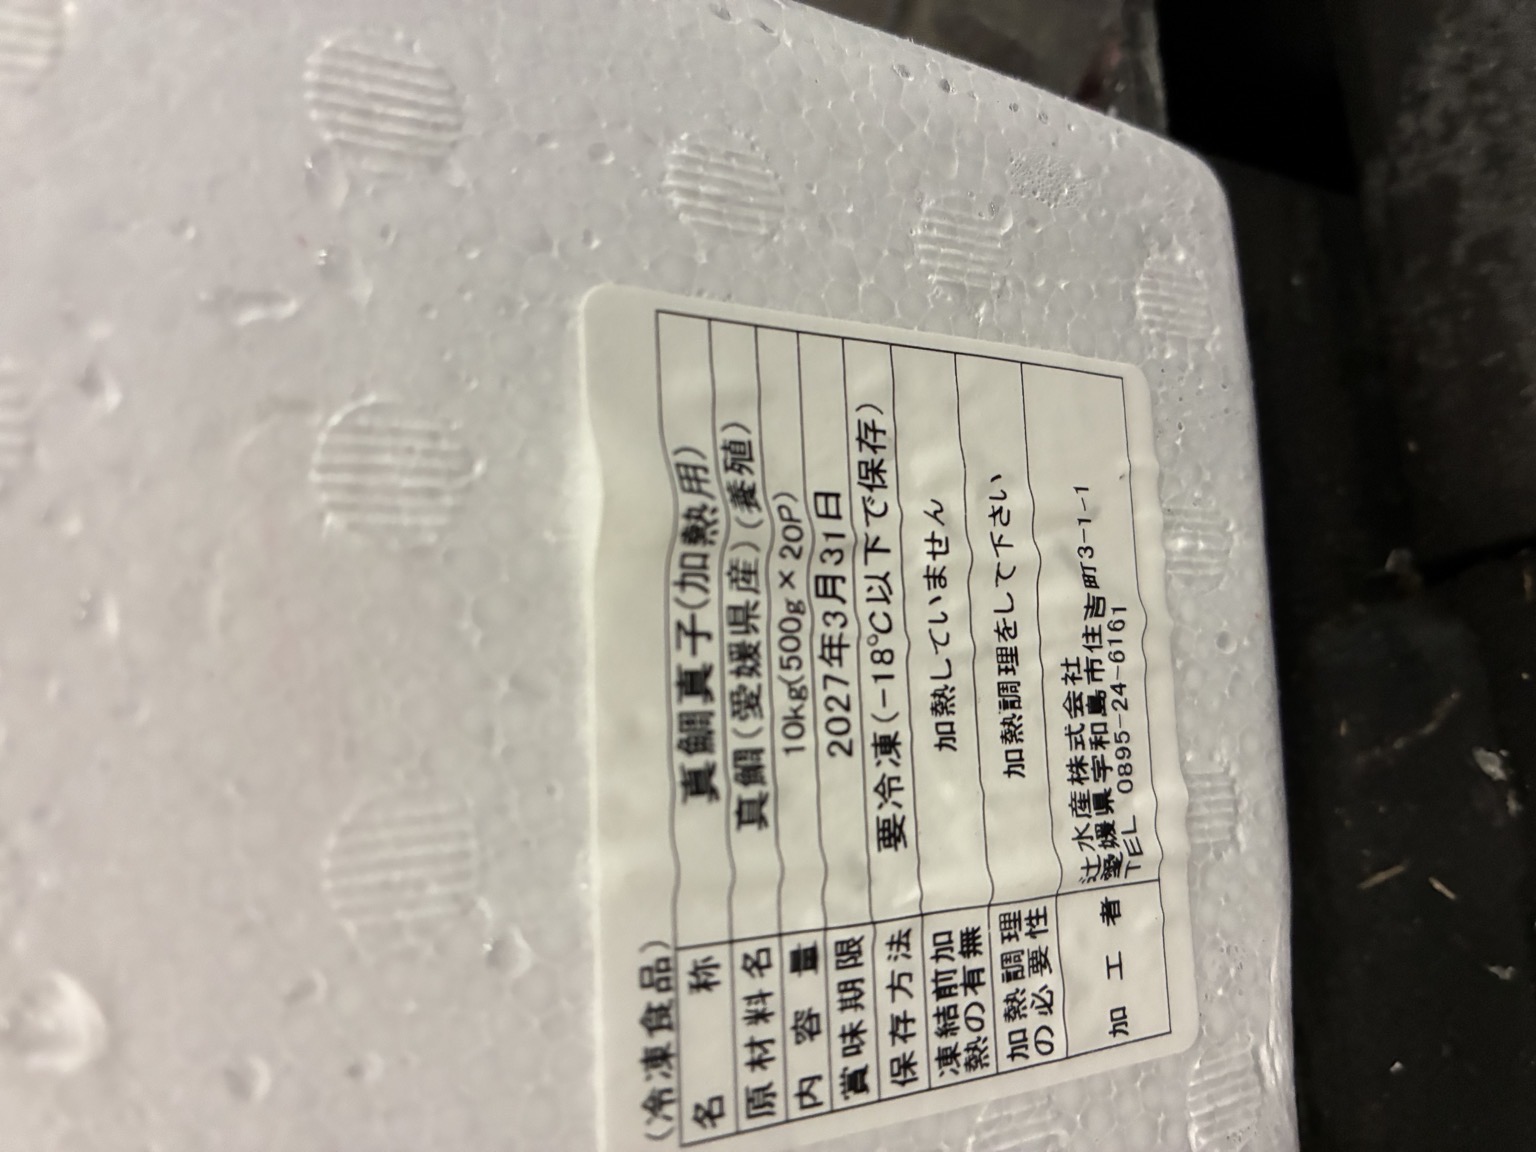 (冷凍食品)
名 称 真鯛真子(加熱用)
原材料名 真鯛(愛媛県産)(養殖)
内 容 量 10kg(500g×20P)
賞味期限 2027年3月31日
保存方法 要冷凍(-18℃以下で保存)
凍結前加
熱の有無 加熱していません
加熱調理
の必要性 加熱調理をして下さい
加 工 者 辻水産株式会社
愛媛県宇和島市住吉町3-1-1
TEL 0895-24-6161